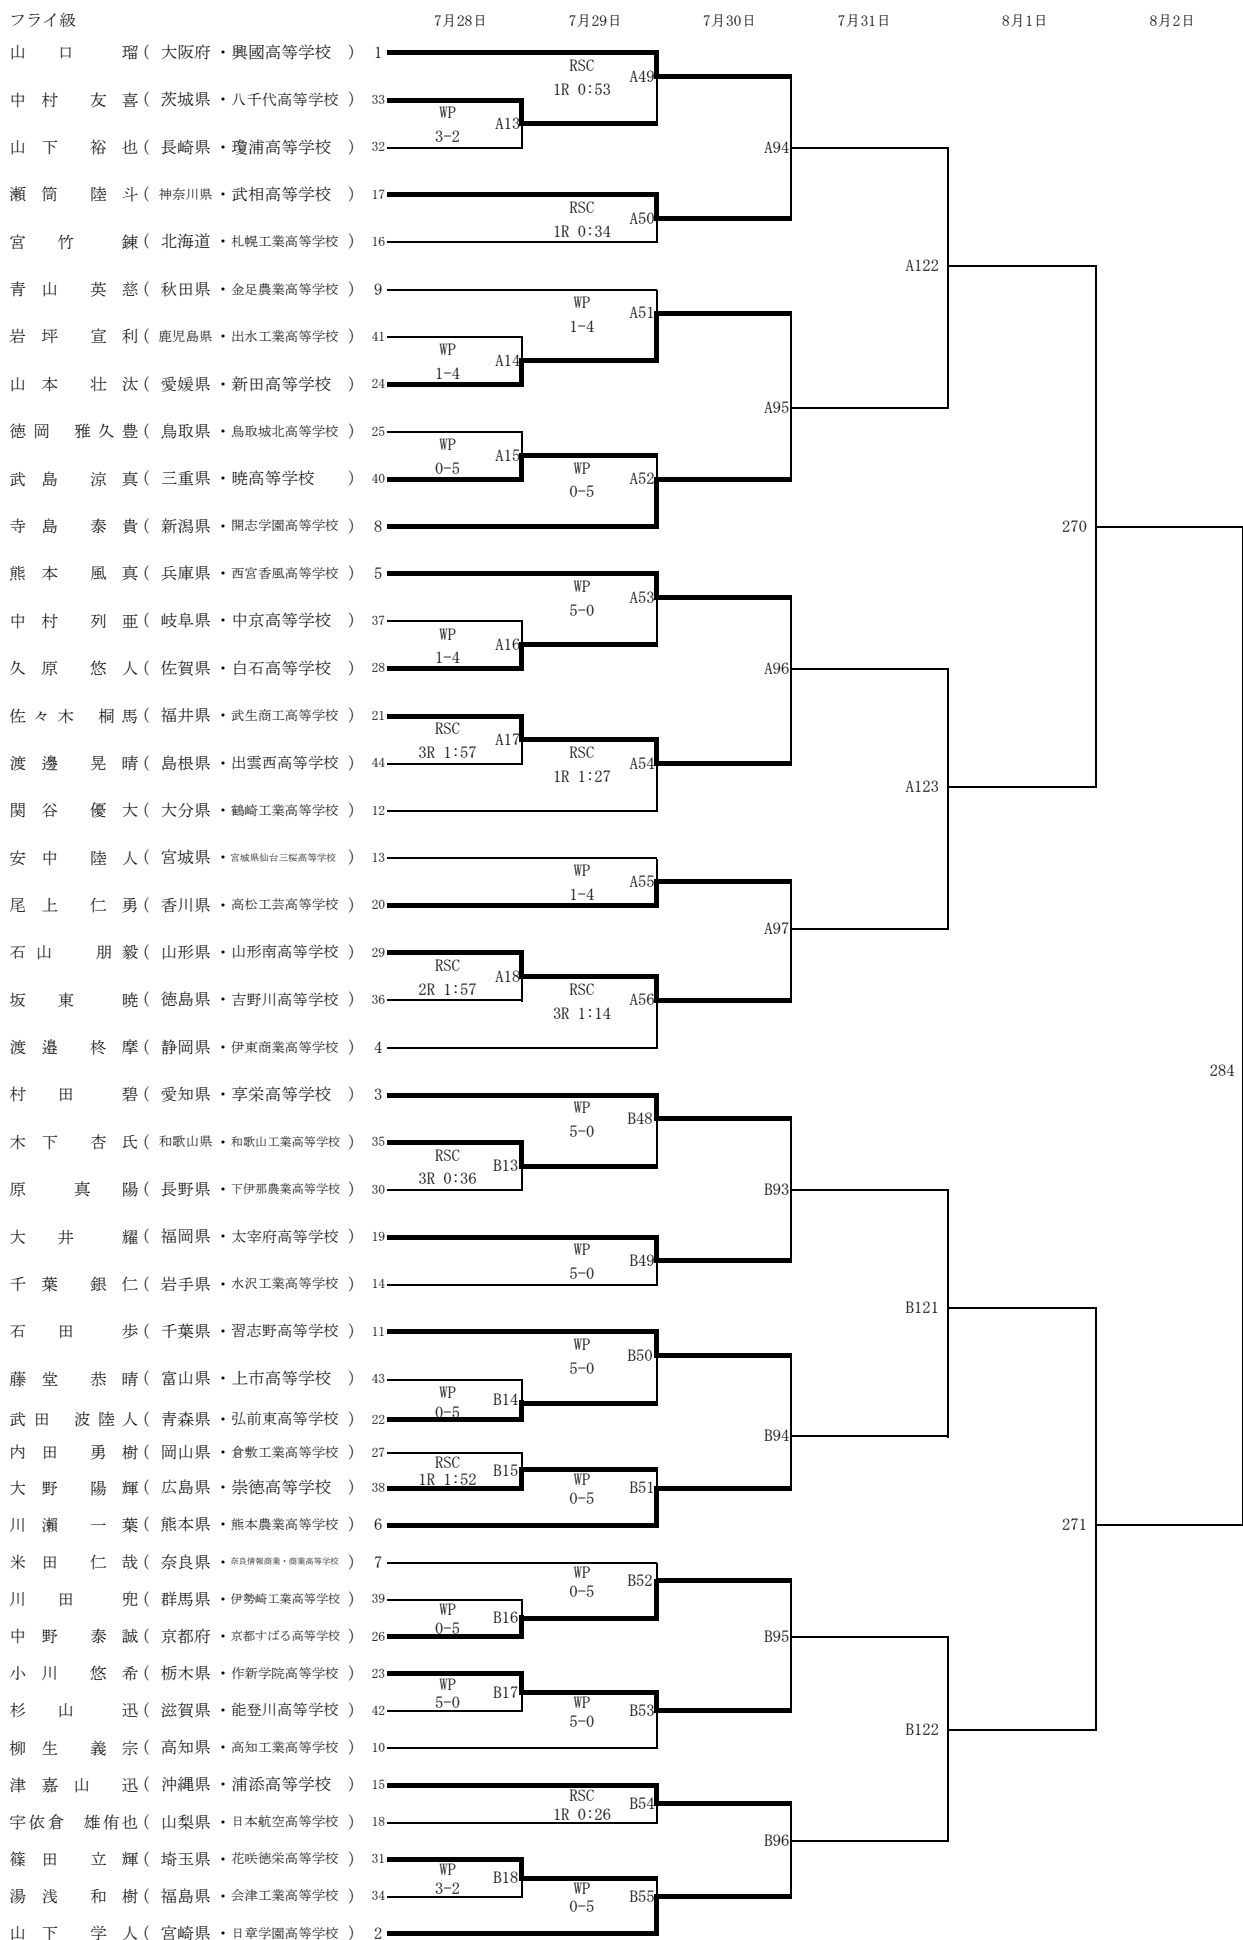 フライ級 7月28日 7月29日 7月30日 7月31日 8月1日 8月2日
山口 瑠 ( 大阪府 ・興國高等学校 ) 1
RSC A49
1R 0:53
中村 友喜 ( 茨城県 ・八千代高等学校 ) 33
WP A13
3-2
山下 裕也 ( 長崎県 ・瓊浦高等学校 ) 32
A94
瀬筒 陸斗 ( 神奈川県 ・武相高等学校 ) 17
RSC A50
1R 0:34
宮竹 錬 ( 北海道 ・札幌工業高等学校 ) 16
A122
青山 英慈 ( 秋田県 ・金足農業高等学校 ) 9
WP A51
1-4
岩坪 宣利 ( 鹿児島県 ・出水工業高等学校 ) 41
WP A14
1-4
山本 壮汰 ( 愛媛県 ・新田高等学校 ) 24
A95
徳岡 雅久豊 ( 鳥取県 ・鳥取城北高等学校 ) 25
WP A15
0-5
武島 涼真 ( 三重県 ・暁高等学校 ) 40
WP A52
0-5
寺島 泰貴 ( 新潟県 ・開志学園高等学校 ) 8
270
熊本 風真 ( 兵庫県 ・西宮香風高等学校 ) 5
WP A53
5-0
中村 列亜 ( 岐阜県 ・中京高等学校 ) 37
WP A16
1-4
久原 悠人 ( 佐賀県 ・白石高等学校 ) 28
A96
佐々木 桐馬 ( 福井県 ・武生商工高等学校 ) 21
RSC A17
3R 1:57
渡邊 晃晴 ( 島根県 ・出雲西高等学校 ) 44
RSC A54
1R 1:27
A123
関谷 優大 ( 大分県 ・鶴崎工業高等学校 ) 12
安中 陸人 ( 宮城県 ・宮城県仙台三桜高等学校 ) 13
WP A55
1-4
尾上 仁勇 ( 香川県 ・高松工芸高等学校 ) 20
A97
石山 朋毅 ( 山形県 ・山形南高等学校 ) 29
RSC A18
2R 1:57
坂東 暁 ( 徳島県 ・吉野川高等学校 ) 36
RSC A56
3R 1:14
渡邉 柊摩 ( 静岡県 ・伊東商業高等学校 ) 4
284
村田 碧 ( 愛知県 ・享栄高等学校 ) 3
WP B48
5-0
木下 杏氏 ( 和歌山県 ・和歌山工業高等学校 ) 35
RSC B13
3R 0:36
原 真陽 ( 長野県 ・下伊那農業高等学校 ) 30
B93
大井 耀 ( 福岡県 ・太宰府高等学校 ) 19
WP B49
5-0
千葉 銀仁 ( 岩手県 ・水沢工業高等学校 ) 14
B121
石田 歩 ( 千葉県 ・習志野高等学校 ) 11
WP B50
5-0
藤堂 恭晴 ( 富山県 ・上市高等学校 ) 43
WP B14
0-5
武田 波陸人 ( 青森県 ・弘前東高等学校 ) 22
B94
内田 勇樹 ( 岡山県 ・倉敷工業高等学校 ) 27
RSC B15
1R 1:52
大野 陽輝 ( 広島県 ・崇徳高等学校 ) 38
WP B51
0-5
川瀬 一葉 ( 熊本県 ・熊本農業高等学校 ) 6
271
米田 仁哉 ( 奈良県 ・奈良情報商業・商業高等学校 ) 7
WP B52
0-5
川田 兜 ( 群馬県 ・伊勢崎工業高等学校 ) 39
WP B16
0-5
中野 泰誠 ( 京都府 ・京都すばる高等学校 ) 26
B95
小川 悠希 ( 栃木県 ・作新学院高等学校 ) 23
WP B17
5-0
杉山 迅 ( 滋賀県 ・能登川高等学校 ) 42
WP B53
5-0
B122
柳生 義宗 ( 高知県 ・高知工業高等学校 ) 10
津嘉山 迅 ( 沖縄県 ・浦添高等学校 ) 15
RSC B54
1R 0:26
宇依倉 雄侑也 ( 山梨県 ・日本航空高等学校 ) 18
B96
篠田 立輝 ( 埼玉県 ・花咲徳栄高等学校 ) 31
WP B18
3-2
湯浅 和樹 ( 福島県 ・会津工業高等学校 ) 34
WP B55
0-5
山下 学人 ( 宮崎県 ・日章学園高等学校 ) 2